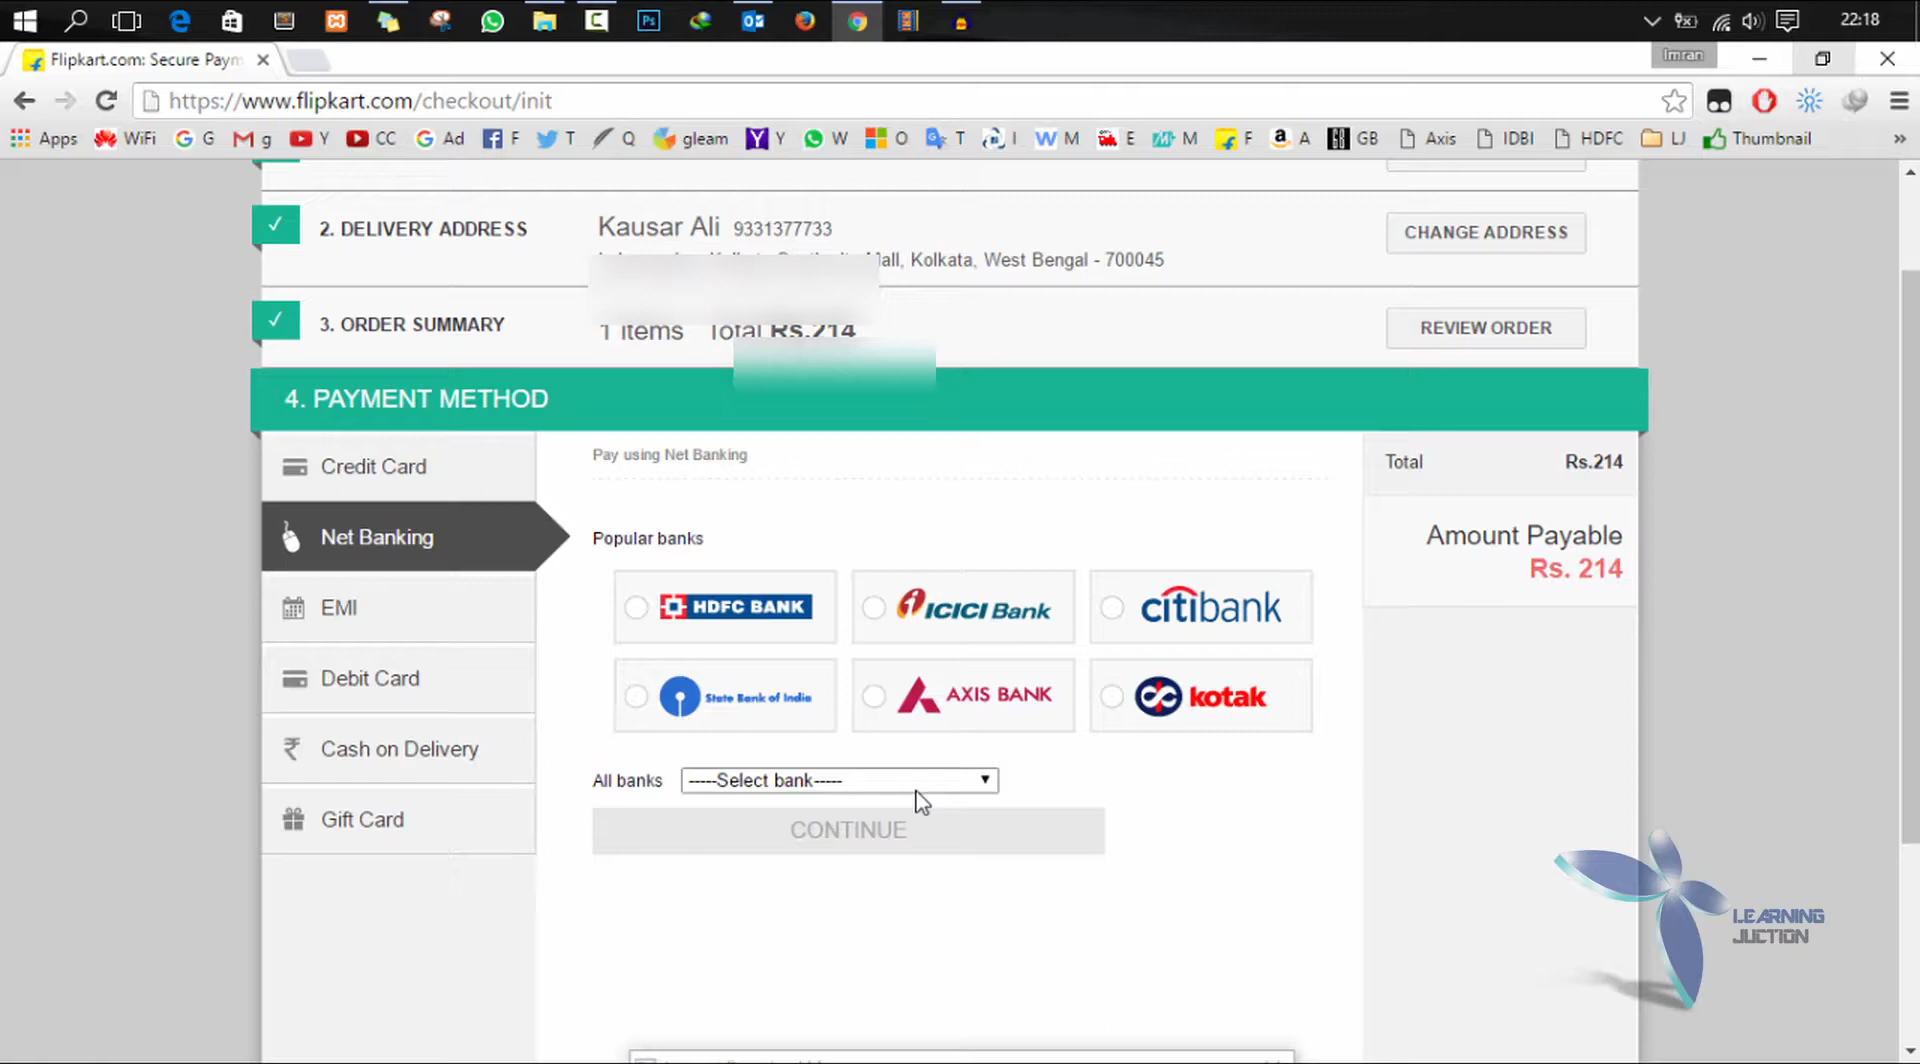 22:18
Flipkart.com: Secure Paym
Imran
https://www.flipkart.com/checkout/init
Apps WiFi G M g Y CC Ad F T Q gleam Y W O T I M E M F A GB Axis IDBI HDFC LJ Thumbnail »
2. DELIVERY ADDRESS Kausar Ali 9331377733 CHANGE ADDRESS
Mall, Kolkata, West Bengal - 700045
3. ORDER SUMMARY 1 items Total Rs.214 REVIEW ORDER
4. PAYMENT METHOD
Credit Card
Net Banking
EMI
Debit Card
Cash on Delivery
Gift Card
Pay using Net Banking
Popular banks
HDFC BANK ICICI Bank citibank
State Bank of India AXIS BANK kotak
All banks -----Select bank-----
CONTINUE
Total Rs.214
Amount Payable
Rs. 214
LEARNING
JUCTION